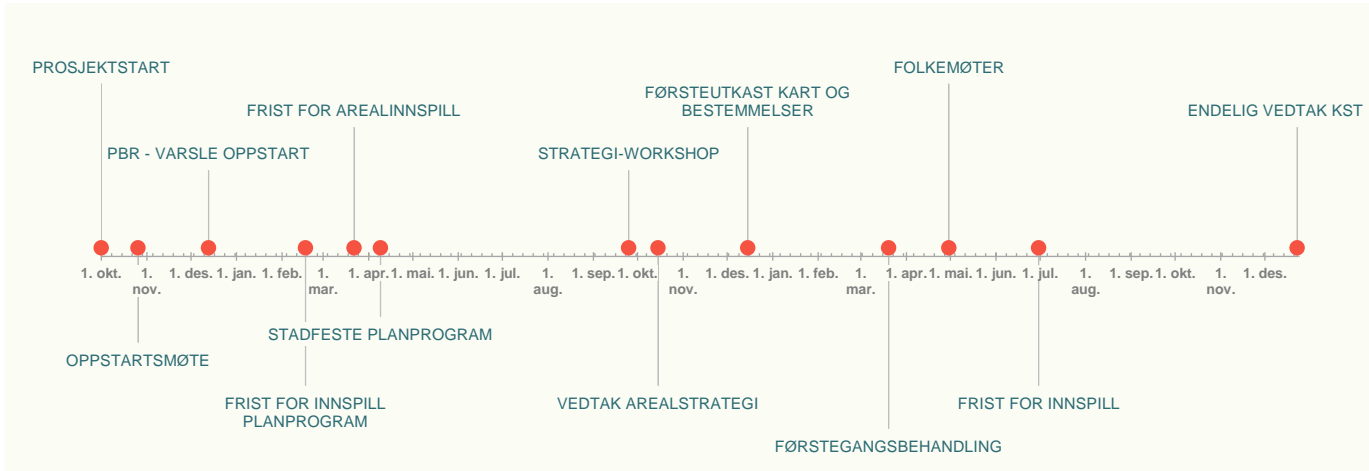 PROSJEKTSTART
FOLKEMØTER
FØRSTEUTKAST KART OG
BESTEMMELSER
FRIST FOR AREALINNSPILL
ENDELIG VEDTAK KST
PBR - VARSLE OPPSTART
STRATEGI-WORKSHOP
1. okt.
1.
nov.
1. des.
1. jan.
1. feb.
1.
mar.
1. apr.
1. mai.
1. jun.
1. jul.
1.
aug.
1. sep.
1. okt.
1.
nov.
1. des.
1. jan.
1. feb.
1.
mar.
1. apr.
1. mai.
1. jun.
1. jul.
1.
aug.
1. sep.
1. okt.
1.
nov.
1. des.
STADFESTE PLANPROGRAM
OPPSTARTSMØTE
FRIST FOR INNSPILL
PLANPROGRAM
VEDTAK AREALSTRATEGI
FRIST FOR INNSPILL
FØRSTEGANGSBEHANDLING